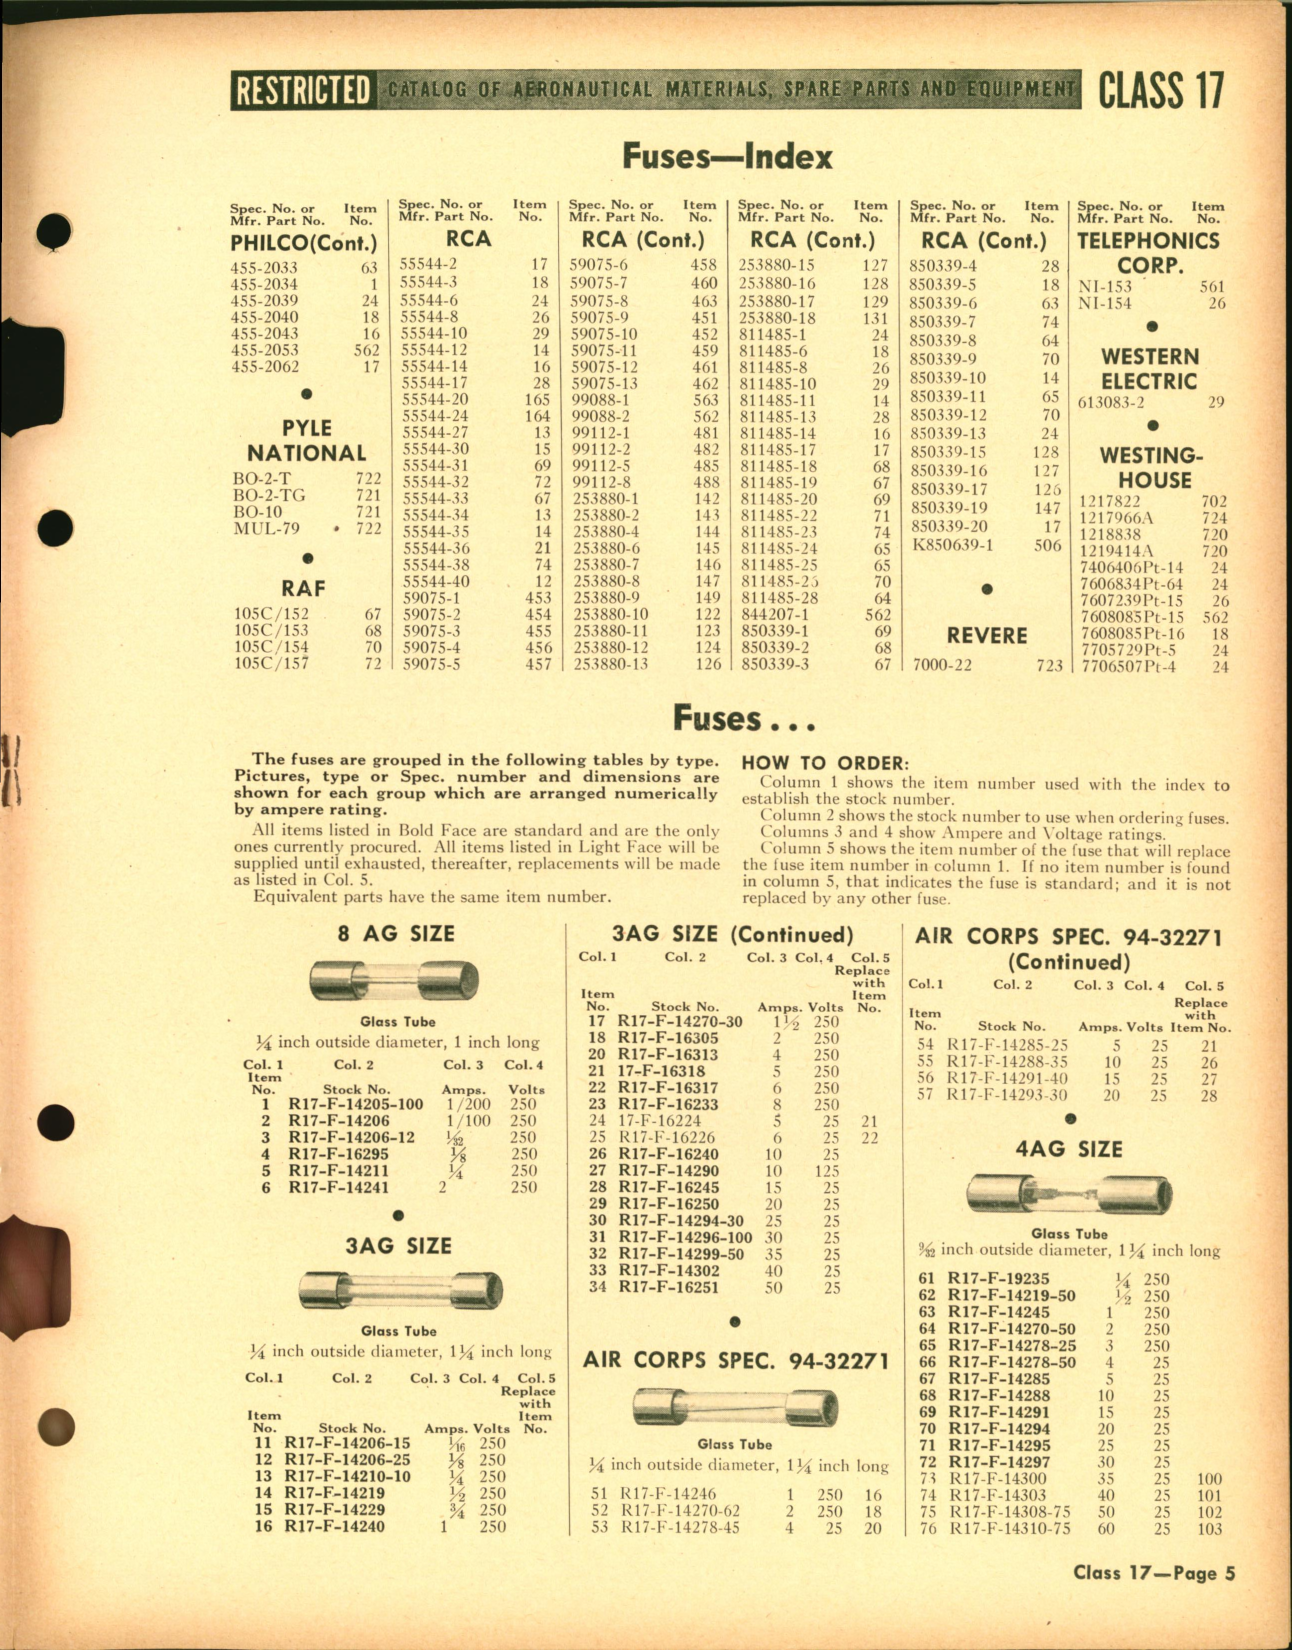 RESTRICTED CATALOG OF AERONAUTICAL MATERIALS, SPARE PARTS AND EQUIPMENT CLASS 17
Fuses—Index
Spec. No. or Item
Mfr. Part No. No.
PHILCO(Cont.)
455-2033 63
455-2034 1
455-2039 24
455-2040 18
455-2043 16
455-2053 562
455-2062 17
PYLE
NATIONAL
BO-2-T 722
BO-2-TG 721
BO-10 721
MUL-79 722
RAF
105C/152 67
105C/153 68
105C/154 70
105C/157 72
Spec. No. or Item
Mfr. Part No. No.
RCA
55544-2 17
55544-3 18
55544-6 24
55544-8 26
55544-10 29
55544-12 14
55544-14 16
55544-17 28
55544-20 165
55544-24 164
55544-27 13
55544-30 15
55544-31 69
55544-32 72
55544-33 67
55544-34 13
55544-35 14
55544-36 21
55544-38 74
55544-40 12
59075-1 453
59075-2 454
59075-3 455
59075-4 456
59075-5 457
Spec. No. or Item
Mfr. Part No. No.
RCA (Cont.)
59075-6 458
59075-7 460
59075-8 463
59075-9 451
59075-10 452
59075-11 459
59075-12 461
59075-13 462
99088-1 563
99088-2 562
99112-1 481
99112-2 482
99112-5 485
99112-8 488
253880-1 142
253880-2 143
253880-4 144
253880-6 145
253880-7 146
253880-8 147
253880-9 149
253880-10 122
253880-11 123
253880-12 124
253880-13 126
Spec. No. or Item
Mfr. Part No. No.
RCA (Cont.)
253880-15 127
253880-16 128
253880-17 129
253880-18 131
811485-1 24
811485-6 18
811485-8 26
811485-10 29
811485-11 14
811485-13 28
811485-14 16
811485-17 17
811485-18 68
811485-19 67
811485-20 69
811485-22 71
811485-23 74
811485-24 65
811485-25 65
70
811485-28 64
844207-1 562
850339-1 69
850339-2 68
850339-3 67
Spec. No. or Item
Mfr. Part No. No.
RCA (Cont.)
850339-4 28
850339-5 18
850339-6 63
850339-7 74
850339-8 64
850339-9 70
850339-10 14
850339-11 65
850339-12 70
850339-13 24
850339-15 128
850339-16 127
850339-17 126
850339-19 147
850339-20 17
K850639-1 506
REVERE
7000-22 723
Spec. No. or Item
Mfr. Part No. No.
TELEPHONICS
CORP.
NI-153 561
NI-154 26
WESTERN
ELECTRIC
613083-2 29
WESTING-
HOUSE
1217822 702
1217966A 724
1218838 720
1219414A 720
7406406Pt-14 24
7606834Pt-64 24
7607239Pt-15 26
7608085Pt-15 562
7608085Pt-16 18
7705729Pt-5 24
7706507Pt-4 24
Fuses...
The fuses are grouped in the following tables by type.
Pictures, type or Spec. number and dimensions are
shown for each group which are arranged numerically
by ampere rating.
All items listed in Bold Face are standard and are the only
ones currently procured. All items listed in Light Face will be
supplied until exhausted, thereafter, replacements will be made
as listed in Col. 5.
Equivalent parts have the same item number.
HOW TO ORDER:
Column 1 shows the item number used with the index to
establish the stock number.
Column 2 shows the stock number to use when ordering fuses.
Columns 3 and 4 show Ampere and Voltage ratings.
Column 5 shows the item number of the fuse that will replace
the fuse item number in column 1. If no item number is found
in column 5, that indicates the fuse is standard; and it is not
replaced by any other fuse.
8 AG SIZE
Glass Tube
¼ inch outside diameter, 1 inch long
Col. 1 Col. 2 Col. 3 Col. 4
Item
No. Stock No. Amps. Volts
1 R17-F-14205-100 1/200 250
2 R17-F-14206 1/100 250
3 R17-F-14206-12 1/32 250
4 R17-F-16295 ⅛ 250
5 R17-F-14211 ¼ 250
6 R17-F-14241 2 250
3AG SIZE
Glass Tube
¼ inch outside diameter, 1¼ inch long
Col. 1 Col. 2 Col. 3 Col. 4 Col. 5
Replace
with
Item Item
No. Stock No. Amps. Volts No.
11 R17-F-14206-15 1/16 250
12 R17-F-14206-25 ⅛ 250
13 R17-F-14210-10 ¼ 250
14 R17-F-14219 ½ 250
15 R17-F-14229 ¾ 250
16 R17-F-14240 1 250
3AG SIZE (Continued)
Col. 1 Col. 2 Col. 3 Col. 4 Col. 5
Replace
with
Item Item
No. Stock No. Amps. Volts No.
17 R17-F-14270-30 1½ 250
18 R17-F-16305 2 250
20 R17-F-16313 4 250
21 17-F-16318 5 250
22 R17-F-16317 6 250
23 R17-F-16233 8 250
24 17-F-16224 5 25 21
25 R17-F-16226 6 25 22
26 R17-F-16240 10 25
27 R17-F-14290 10 125
28 R17-F-16245 15 25
29 R17-F-16250 20 25
30 R17-F-14294-30 25 25
31 R17-F-14296-100 30 25
32 R17-F-14299-50 35 25
33 R17-F-14302 40 25
34 R17-F-16251 50 25
AIR CORPS SPEC. 94-32271
Glass Tube
¼ inch outside diameter, 1¼ inch long
51 R17-F-14246 1 250 16
52 R17-F-14270-62 2 250 18
53 R17-F-14278-45 4 25 20
AIR CORPS SPEC. 94-32271
(Continued)
Col. 1 Col. 2 Col. 3 Col. 4 Col. 5
Replace
Item with
No. Stock No. Amps. Volts Item No.
54 R17-F-14285-25 5 25 21
55 R17-F-14288-35 10 25 26
56 R17-F-14291-40 15 25 27
57 R17-F-14293-30 20 25 28
4AG SIZE
Glass Tube
9/32 inch outside diameter, 1¼ inch long
61 R17-F-19235 ¼ 250
62 R17-F-14219-50 ½ 250
63 R17-F-14245 1 250
64 R17-F-14270-50 2 250
65 R17-F-14278-25 3 250
66 R17-F-14278-50 4 25
67 R17-F-14285 5 25
68 R17-F-14288 10 25
69 R17-F-14291 15 25
70 R17-F-14294 20 25
71 R17-F-14295 25 25
72 R17-F-14297 30 25
73 R17-F-14300 35 25 100
74 R17-F-14303 40 25 101
75 R17-F-14308-75 50 25 102
76 R17-F-14310-75 60 25 103
Class 17—Page 5